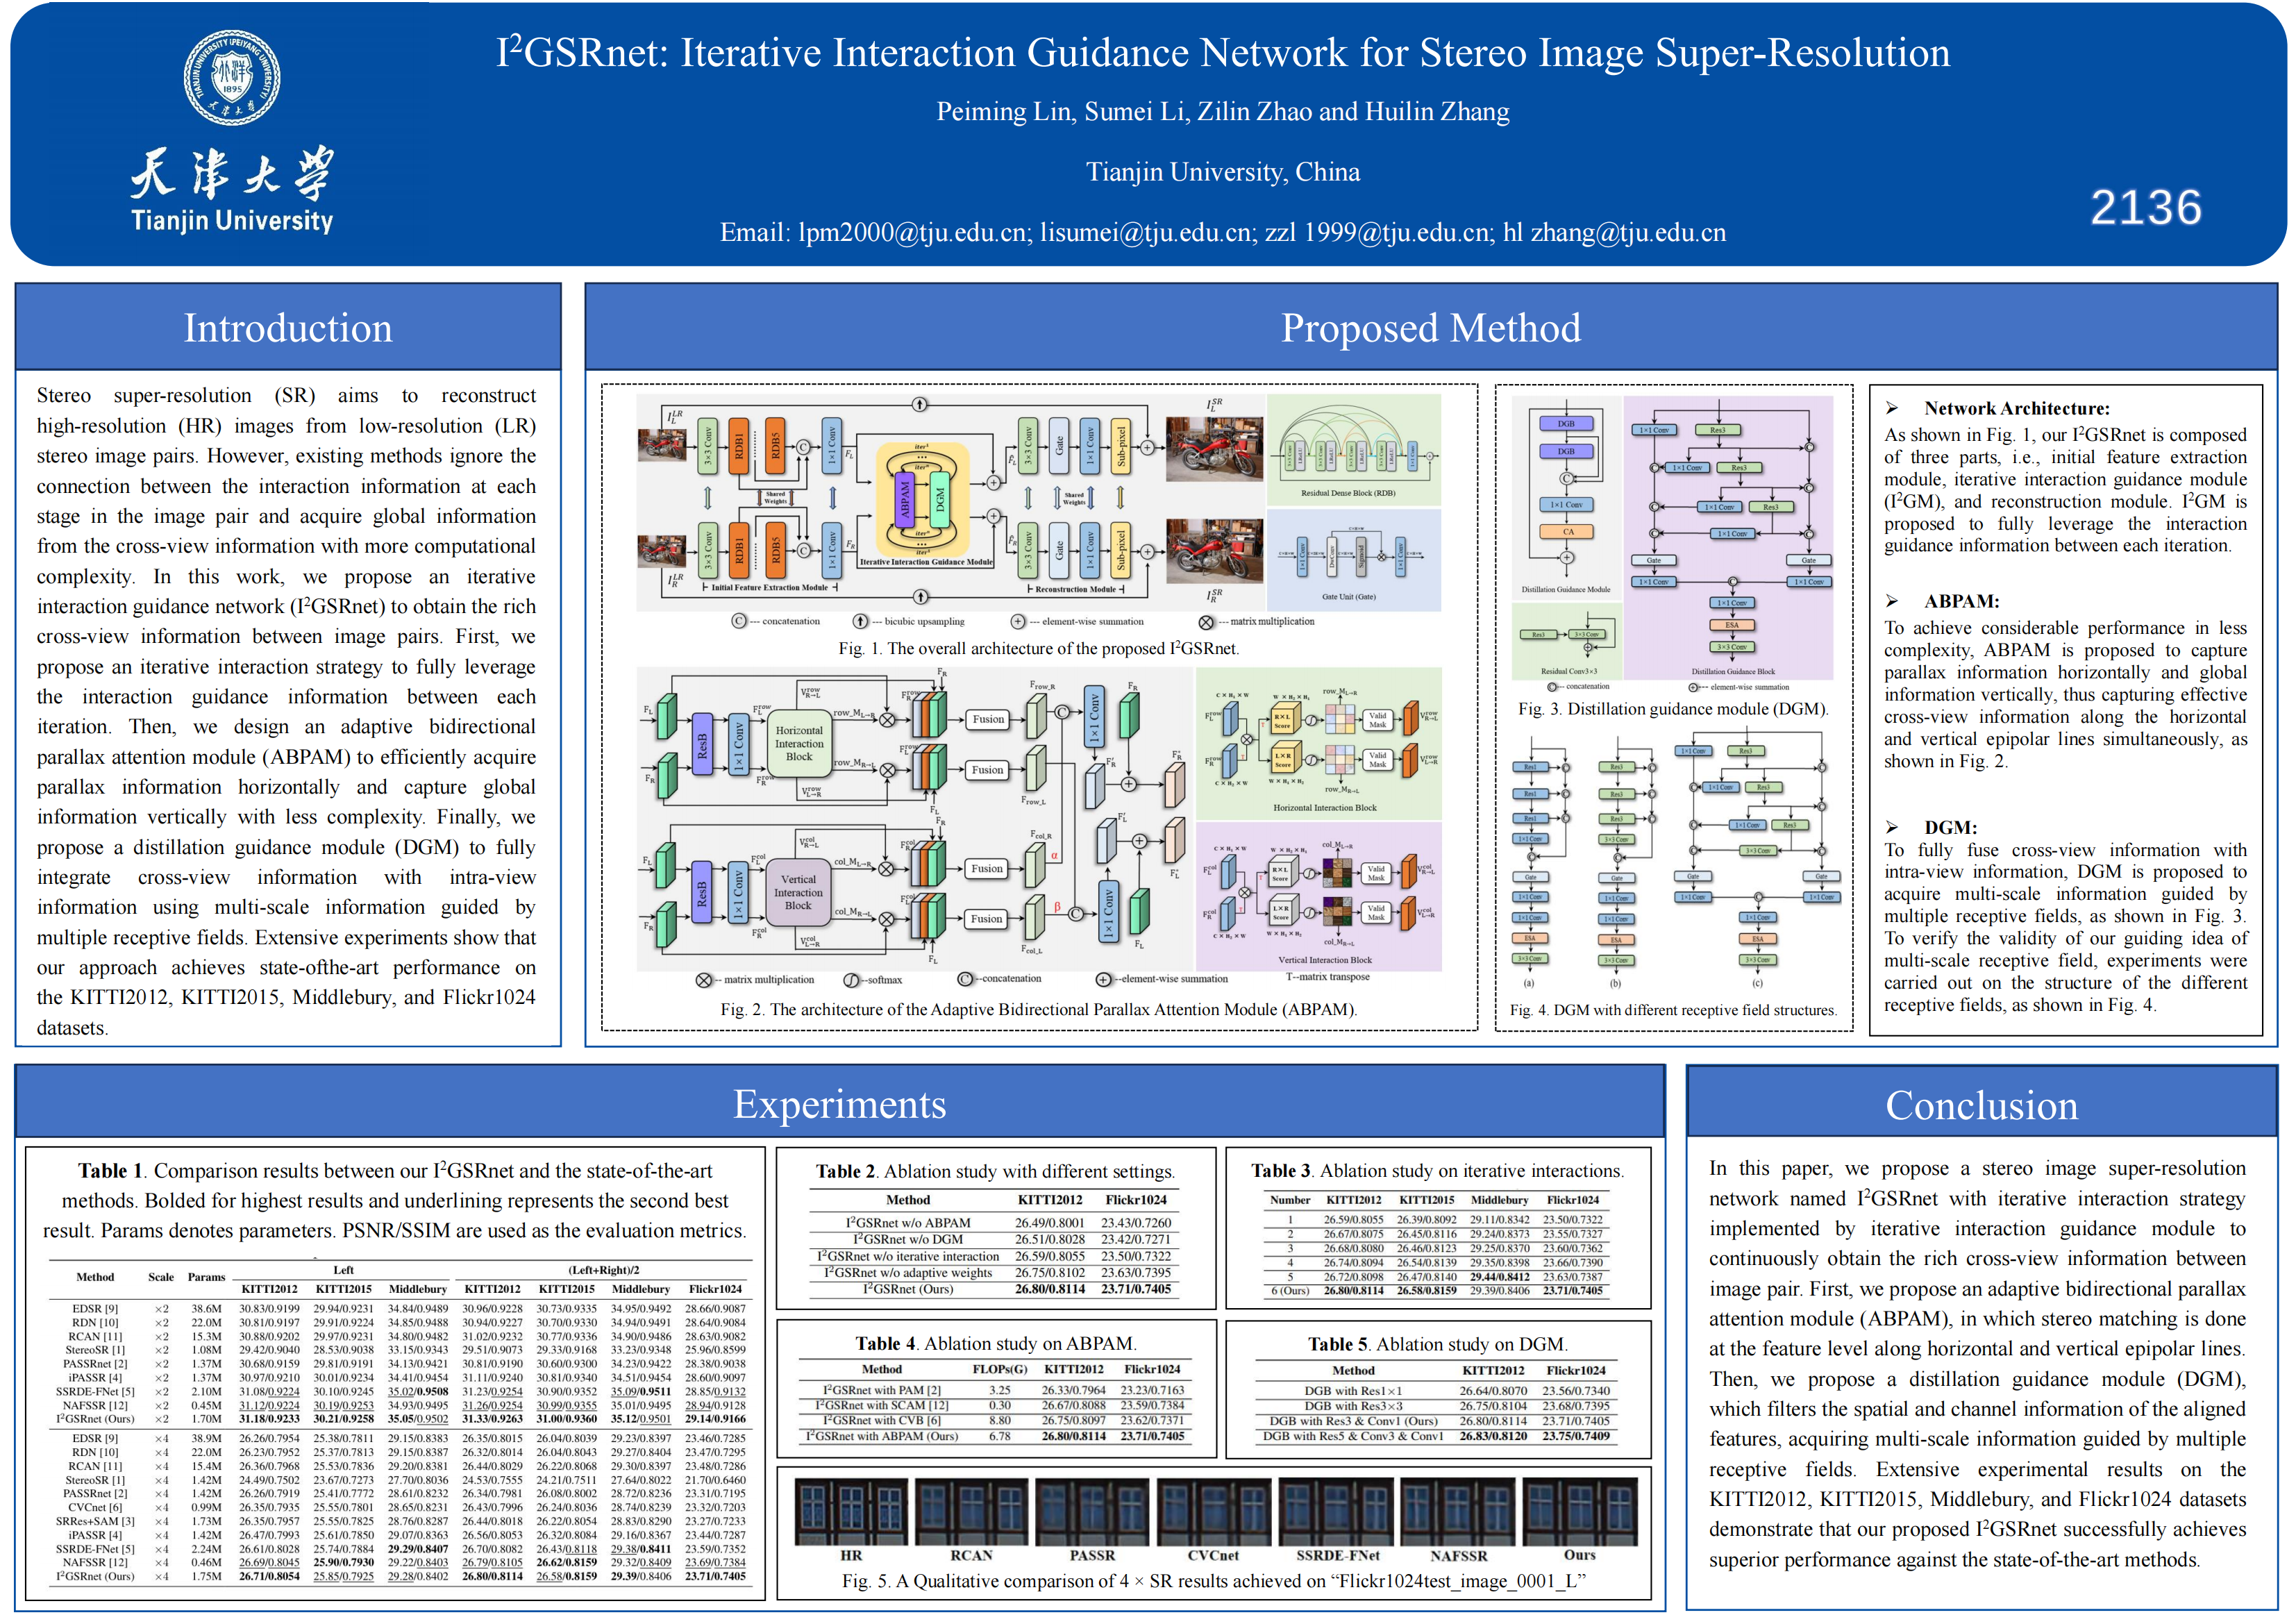 天津大学
Tianjin University
I²GSRnet: Iterative Interaction Guidance Network for Stereo Image Super-Resolution
Peiming Lin, Sumei Li, Zilin Zhao and Huilin Zhang
Tianjin University, China
Email: lpm2000@tju.edu.cn; lisumei@tju.edu.cn; zzl 1999@tju.edu.cn; hl zhang@tju.edu.cn
2136
Introduction
Stereo super-resolution (SR) aims to reconstruct
high-resolution (HR) images from low-resolution (LR)
stereo image pairs. However, existing methods ignore the
connection between the interaction information at each
stage in the image pair and acquire global information
from the cross-view information with more computational
complexity. In this work, we propose an iterative
interaction guidance network (I²GSRnet) to obtain the rich
cross-view information between image pairs. First, we
propose an iterative interaction strategy to fully leverage
the interaction guidance information between each
iteration. Then, we design an adaptive bidirectional
parallax attention module (ABPAM) to efficiently acquire
parallax information horizontally and capture global
information vertically with less complexity. Finally, we
propose a distillation guidance module (DGM) to fully
integrate cross-view information with intra-view
information using multi-scale information guided by
multiple receptive fields. Extensive experiments show that
our approach achieves state-ofthe-art performance on
the KITTI2012, KITTI2015, Middlebury, and Flickr1024
datasets.
Proposed Method
Initial Feature Extraction Module
Iterative Interaction Guidance Module
Reconstruction Module
Residual Dense Block (RDB)
Gate Unit (Gate)
C --- concatenation --- bicubic upsampling + --- element-wise summation ⊗ --- matrix multiplication
Fig. 1. The overall architecture of the proposed I²GSRnet.
Horizontal Interaction Block
Vertical Interaction Block
⊗-- matrix multiplication ∫--softmax C--concatenation +--element-wise summation T--matrix transpose
Fig. 2. The architecture of the Adaptive Bidirectional Parallax Attention Module (ABPAM).
Distillation Guidance Module
Residual Conv3×3
Distillation Guidance Block
C--- concatenation +--- element-wise summation
Fig. 3. Distillation guidance module (DGM).
(a) (b) (c)
Fig. 4. DGM with different receptive field structures.
➢ Network Architecture:
As shown in Fig. 1, our I²GSRnet is composed
of three parts, i.e., initial feature extraction
module, iterative interaction guidance module
(I²GM), and reconstruction module. I²GM is
proposed to fully leverage the interaction
guidance information between each iteration.
➢ ABPAM:
To achieve considerable performance in less
complexity, ABPAM is proposed to capture
parallax information horizontally and global
information vertically, thus capturing effective
cross-view information along the horizontal
and vertical epipolar lines simultaneously, as
shown in Fig. 2.
➢ DGM:
To fully fuse cross-view information with
intra-view information, DGM is proposed to
acquire multi-scale information guided by
multiple receptive fields, as shown in Fig. 3.
To verify the validity of our guiding idea of
multi-scale receptive field, experiments were
carried out on the structure of the different
receptive fields, as shown in Fig. 4.
Experiments
Table 1. Comparison results between our I²GSRnet and the state-of-the-art
methods. Bolded for highest results and underlining represents the second best
result. Params denotes parameters. PSNR/SSIM are used as the evaluation metrics.
Method Scale Params Left (Left+Right)/2
KITTI2012 KITTI2015 Middlebury KITTI2012 KITTI2015 Middlebury Flickr1024
EDSR [9] ×2 38.6M 30.83/0.9199 29.94/0.9231 34.84/0.9489 30.96/0.9228 30.73/0.9335 34.95/0.9492 28.66/0.9087
RDN [10] ×2 22.0M 30.81/0.9197 29.91/0.9224 34.85/0.9488 30.94/0.9227 30.70/0.9330 34.94/0.9491 28.64/0.9084
RCAN [11] ×2 15.3M 30.88/0.9202 29.97/0.9231 34.80/0.9482 31.02/0.9232 30.77/0.9336 34.90/0.9486 28.63/0.9082
StereoSR [1] ×2 1.08M 29.42/0.9040 28.53/0.9038 33.15/0.9343 29.51/0.9073 29.33/0.9168 33.23/0.9348 25.96/0.8599
PASSRnet [2] ×2 1.37M 30.68/0.9159 29.81/0.9191 34.13/0.9421 30.81/0.9190 30.60/0.9300 34.23/0.9422 28.38/0.9038
iPASSR [4] ×2 1.37M 30.97/0.9210 30.01/0.9234 34.41/0.9454 31.11/0.9240 30.81/0.9340 34.51/0.9454 28.60/0.9097
SSRDE-FNet [5] ×2 2.10M 31.08/0.9224 30.10/0.9245 35.02/0.9508 31.23/0.9254 30.90/0.9352 35.09/0.9511 28.85/0.9132
NAFSSR [12] ×2 0.45M 31.12/0.9224 30.19/0.9253 34.93/0.9495 31.26/0.9254 30.99/0.9355 35.01/0.9495 28.94/0.9128
I²GSRnet (Ours) ×2 1.70M 31.18/0.9233 30.21/0.9258 35.05/0.9502 31.33/0.9263 31.00/0.9360 35.12/0.9501 29.14/0.9166
EDSR [9] ×4 38.9M 26.26/0.7954 25.38/0.7811 29.15/0.8383 26.35/0.8015 26.04/0.8039 29.23/0.8397 23.46/0.7285
RDN [10] ×4 22.0M 26.23/0.7952 25.37/0.7813 29.15/0.8387 26.32/0.8014 26.04/0.8043 29.27/0.8404 23.47/0.7295
RCAN [11] ×4 15.4M 26.36/0.7968 25.53/0.7836 29.20/0.8381 26.44/0.8029 26.22/0.8068 29.30/0.8397 23.48/0.7286
StereoSR [1] ×4 1.42M 24.49/0.7502 23.67/0.7273 27.70/0.8036 24.53/0.7555 24.21/0.7511 27.64/0.8022 21.70/0.6460
PASSRnet [2] ×4 1.42M 26.26/0.7919 25.41/0.7772 28.61/0.8232 26.34/0.7981 26.08/0.8002 28.72/0.8236 23.31/0.7195
CVCnet [6] ×4 0.99M 26.35/0.7935 25.55/0.7801 28.65/0.8231 26.43/0.7996 26.24/0.8036 28.74/0.8239 23.32/0.7203
SRRes+SAM [3] ×4 1.73M 26.35/0.7957 25.55/0.7825 28.76/0.8287 26.44/0.8018 26.22/0.8054 28.83/0.8290 23.27/0.7233
iPASSR [4] ×4 1.42M 26.47/0.7993 25.61/0.7850 29.07/0.8363 26.56/0.8053 26.32/0.8084 29.16/0.8367 23.44/0.7287
SSRDE-FNet [5] ×4 2.24M 26.61/0.8028 25.74/0.7884 29.29/0.8407 26.70/0.8082 26.43/0.8118 29.38/0.8411 23.59/0.7352
NAFSSR [12] ×4 0.46M 26.69/0.8045 25.90/0.7930 29.22/0.8403 26.79/0.8105 26.62/0.8159 29.32/0.8409 23.69/0.7384
I²GSRnet (Ours) ×4 1.75M 26.71/0.8054 25.85/0.7925 29.28/0.8402 26.80/0.8114 26.58/0.8159 29.39/0.8406 23.71/0.7405
Table 2. Ablation study with different settings.
Method KITTI2012 Flickr1024
I²GSRnet w/o ABPAM 26.49/0.8001 23.43/0.7260
I²GSRnet w/o DGM 26.51/0.8028 23.42/0.7271
I²GSRnet w/o iterative interaction 26.59/0.8055 23.50/0.7322
I²GSRnet w/o adaptive weights 26.75/0.8102 23.63/0.7395
I²GSRnet (Ours) 26.80/0.8114 23.71/0.7405
Table 3. Ablation study on iterative interactions.
Number KITTI2012 KITTI2015 Middlebury Flickr1024
1 26.59/0.8055 26.39/0.8092 29.11/0.8342 23.50/0.7322
2 26.67/0.8075 26.45/0.8116 29.24/0.8373 23.55/0.7327
3 26.68/0.8080 26.46/0.8123 29.25/0.8370 23.60/0.7362
4 26.74/0.8094 26.54/0.8139 29.35/0.8398 23.66/0.7390
5 26.72/0.8098 26.47/0.8140 29.44/0.8412 23.63/0.7387
6 (Ours) 26.80/0.8114 26.58/0.8159 29.39/0.8406 23.71/0.7405
Table 4. Ablation study on ABPAM.
Method FLOPs(G) KITTI2012 Flickr1024
I²GSRnet with PAM [2] 3.25 26.33/0.7964 23.23/0.7163
I²GSRnet with SCAM [12] 0.30 26.67/0.8088 23.59/0.7384
I²GSRnet with CVB [6] 8.80 26.75/0.8097 23.62/0.7371
I²GSRnet with ABPAM (Ours) 6.78 26.80/0.8114 23.71/0.7405
Table 5. Ablation study on DGM.
Method KITTI2012 Flickr1024
DGB with Res1×1 26.64/0.8070 23.56/0.7340
DGB with Res3×3 26.75/0.8104 23.68/0.7395
DGB with Res3 & Conv1 (Ours) 26.80/0.8114 23.71/0.7405
DGB with Res5 & Conv3 & Conv1 26.83/0.8120 23.75/0.7409
HR RCAN PASSR CVCnet SSRDE-FNet NAFSSR Ours
Fig. 5. A Qualitative comparison of 4 × SR results achieved on “Flickr1024test_image_0001_L”
Conclusion
In this paper, we propose a stereo image super-resolution
network named I²GSRnet with iterative interaction strategy
implemented by iterative interaction guidance module to
continuously obtain the rich cross-view information between
image pair. First, we propose an adaptive bidirectional parallax
attention module (ABPAM), in which stereo matching is done
at the feature level along horizontal and vertical epipolar lines.
Then, we propose a distillation guidance module (DGM),
which filters the spatial and channel information of the aligned
features, acquiring multi-scale information guided by multiple
receptive fields. Extensive experimental results on the
KITTI2012, KITTI2015, Middlebury, and Flickr1024 datasets
demonstrate that our proposed I²GSRnet successfully achieves
superior performance against the state-of-the-art methods.